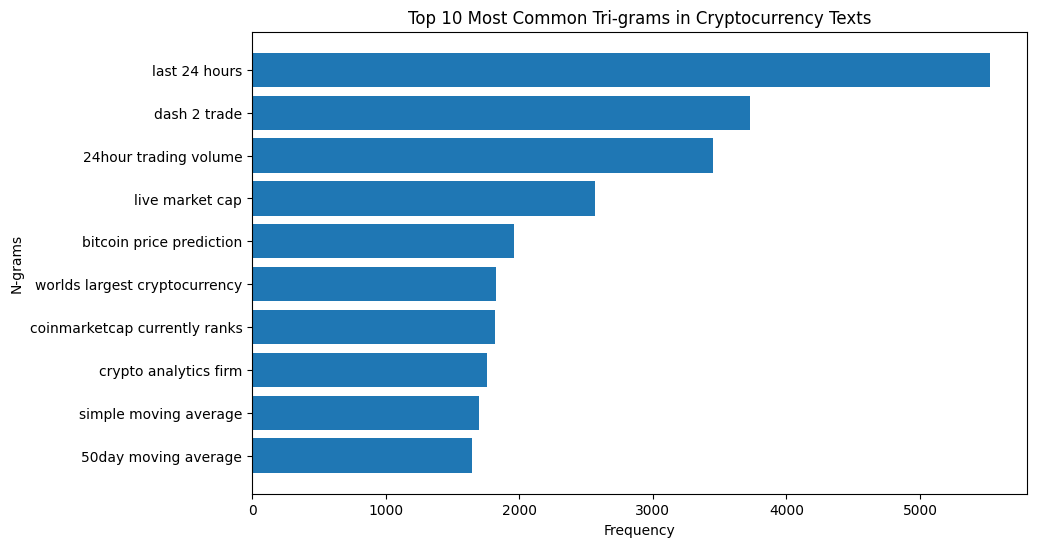 Top 10 Most Common Tri-grams in Cryptocurrency Texts
N-grams
last 24 hours
dash 2 trade
24hour trading volume
live market cap
bitcoin price prediction
worlds largest cryptocurrency
coinmarketcap currently ranks
crypto analytics firm
simple moving average
50day moving average
0 1000 2000 3000 4000 5000
Frequency